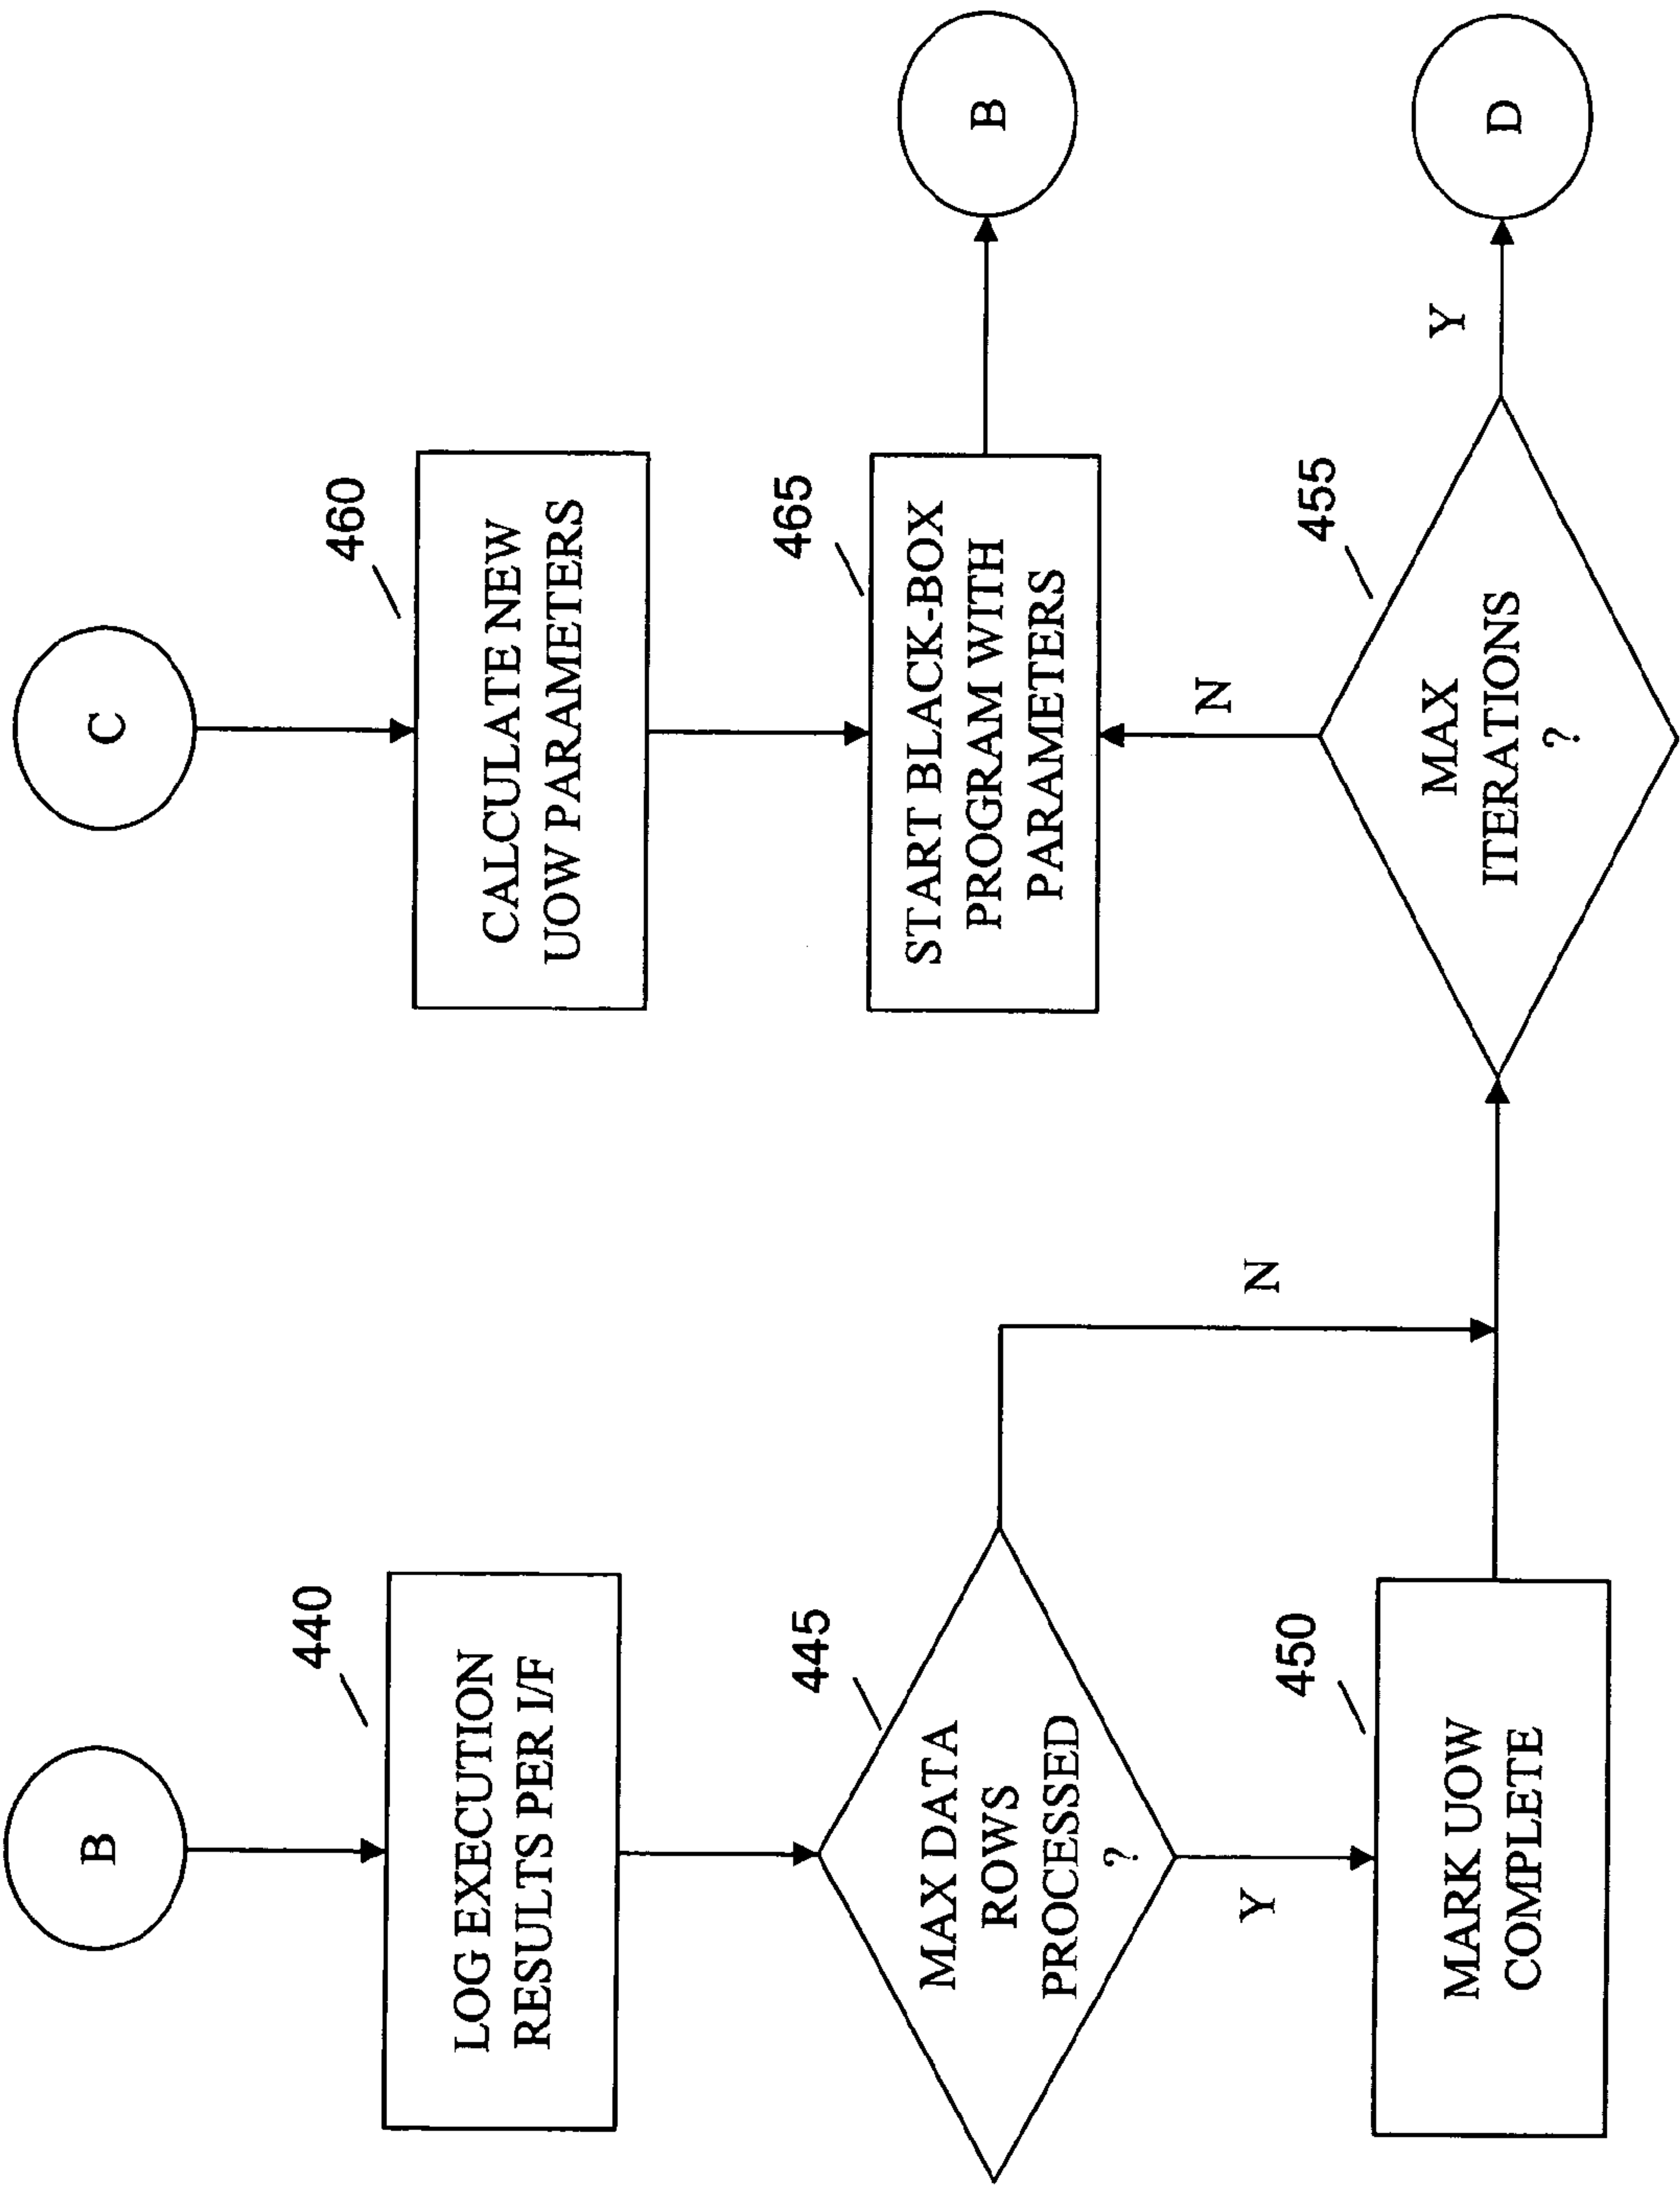 B
440
LOG EXECUTION
RESULTS PER I/F
445
MAX DATA
ROWS
PROCESSED
?
N
Y
450
MARK UOW
COMPLETE
C
460
CALCULATE NEW
UOW PARAMETERS
465
START BLACK-BOX
PROGRAM WITH
PARAMETERS
B
N
455
MAX
ITERATIONS
?
Y
D